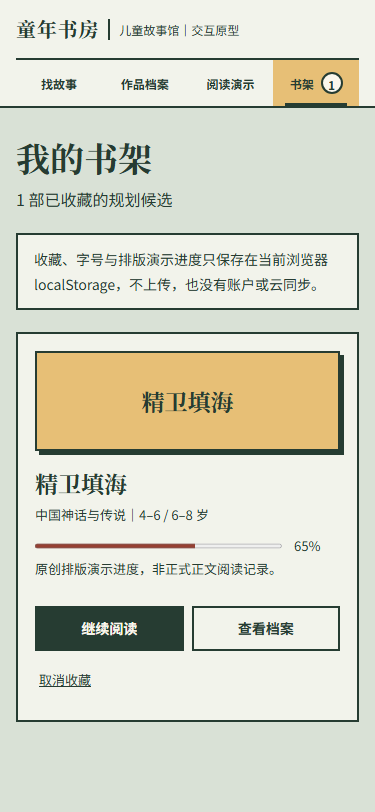 童年书房 儿童故事馆｜交互原型
找故事 作品档案 阅读演示 书架 1
我的书架
1 部已收藏的规划候选
收藏、字号与排版演示进度只保存在当前浏览器
localStorage，不上传，也没有账户或云同步。
精卫填海
精卫填海
中国神话与传说｜4–6 / 6–8 岁
65%
原创排版演示进度，非正式正文阅读记录。
继续阅读 查看档案
取消收藏